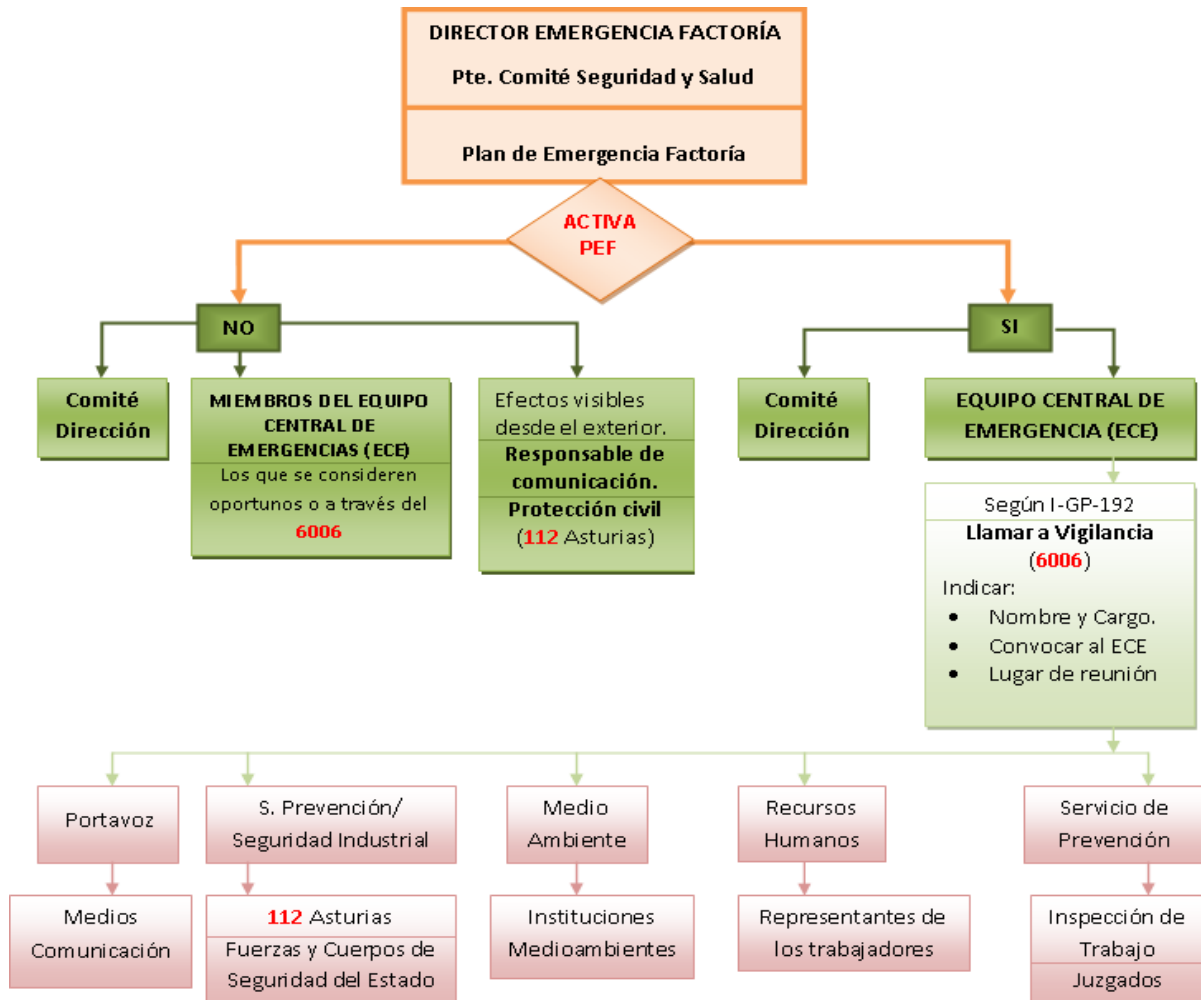 DIRECTOR EMERGENCIA FACTORÍA
Pte. Comité Seguridad y Salud
Plan de Emergencia Factoría
ACTIVA
PEF
NO
SI
Comité
Dirección
MIEMBROS DEL EQUIPO
CENTRAL DE
EMERGENCIAS (ECE)
Los que se consideren
oportunos o a través del
6006
Efectos visibles
desde el exterior.
Responsable de
comunicación.
Protección civil
(112 Asturias)
Comité
Dirección
EQUIPO CENTRAL DE
EMERGENCIA (ECE)
Según I-GP-192
Llamar a Vigilancia
(6006)
Indicar:
• Nombre y Cargo.
• Convocar al ECE
• Lugar de reunión
Portavoz
S. Prevención/
Seguridad Industrial
Medio
Ambiente
Recursos
Humanos
Servicio de
Prevención
Medios
Comunicación
112 Asturias
Fuerzas y Cuerpos de
Seguridad del Estado
Instituciones
Medioambientes
Representantes de
los trabajadores
Inspección de
Trabajo
Juzgados